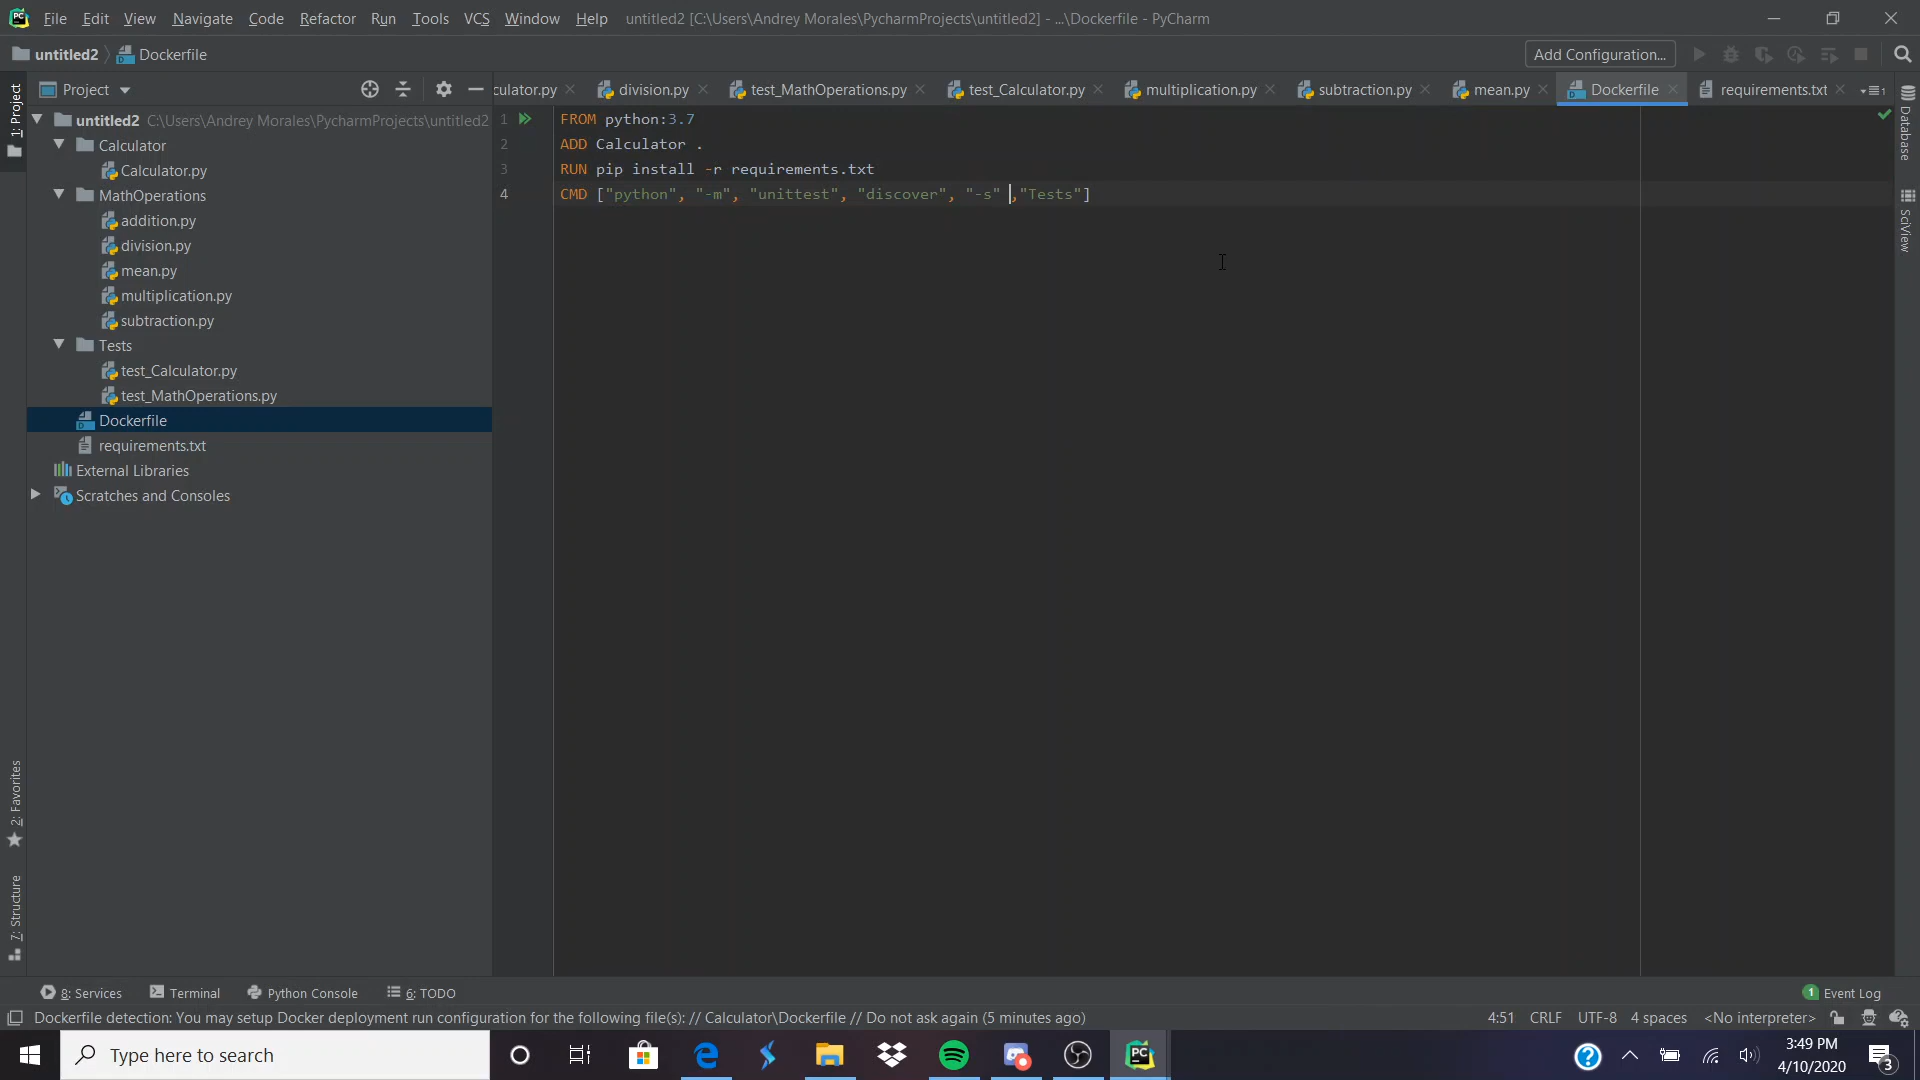 File Edit View Navigate Code Refactor Run Tools VCS Window Help untitled2 [C:\Users\Andrey Morales\PycharmProjects\untitled2] - ...\Dockerfile - PyCharm
untitled2 Dockerfile Add Configuration...
1: Project
Project
culator.py division.py test_MathOperations.py test_Calculator.py multiplication.py subtraction.py mean.py Dockerfile requirements.txt
untitled2 C:\Users\Andrey Morales\PycharmProjects\untitled2
Calculator
Calculator.py
MathOperations
addition.py
division.py
mean.py
multiplication.py
subtraction.py
Tests
test_Calculator.py
test_MathOperations.py
Dockerfile
requirements.txt
External Libraries
Scratches and Consoles
1 FROM python:3.7
2 ADD Calculator .
3 RUN pip install -r requirements.txt
4 CMD ["python", "-m", "unittest", "discover", "-s" ,"Tests"]
Database
SciView
2: Favorites
7: Structure
8: Services Terminal Python Console 6: TODO 1 Event Log
Dockerfile detection: You may setup Docker deployment run configuration for the following file(s): // Calculator\Dockerfile // Do not ask again (5 minutes ago) 4:51 CRLF UTF-8 4 spaces <No interpreter>
Type here to search
3:49 PM
4/10/2020
3